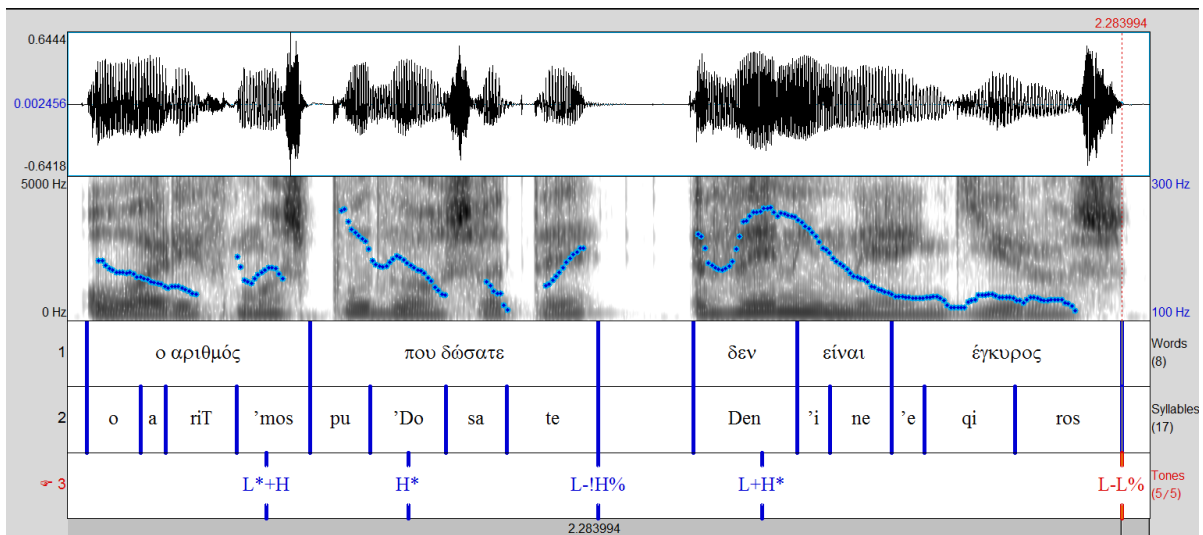 2.283994
0.6444
0.002456
-0.6418
5000 Hz 300 Hz
0 Hz 100 Hz
1 ο αριθμός που δώσατε δεν είναι έγκυρος Words (8)
2 o a riT ’mos pu ’Do sa te Den ’i ne ’e qi ros Syllables (17)
3 L*+H H* L-!H% L+H* L-L% Tones (5/5)
2.283994